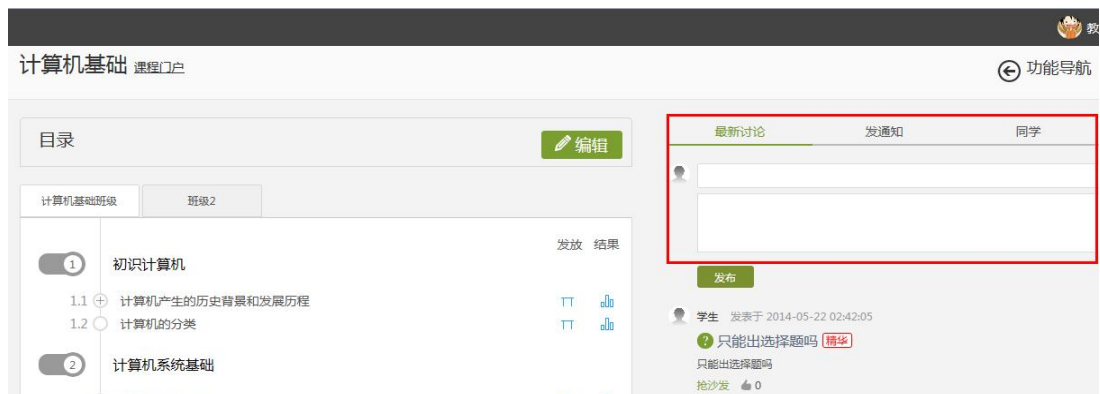 教
计算机基础 课程门户
功能导航
目录
编辑
计算机基础班级 班级2
发放 结果
1 初识计算机
1.1 计算机产生的历史背景和发展历程
1.2 计算机的分类
2 计算机系统基础
最新讨论 发通知 同学
发布
学生 发表于 2014-05-22 02:42:05
? 只能出选择题吗 精华
只能出选择题吗
抢沙发 0